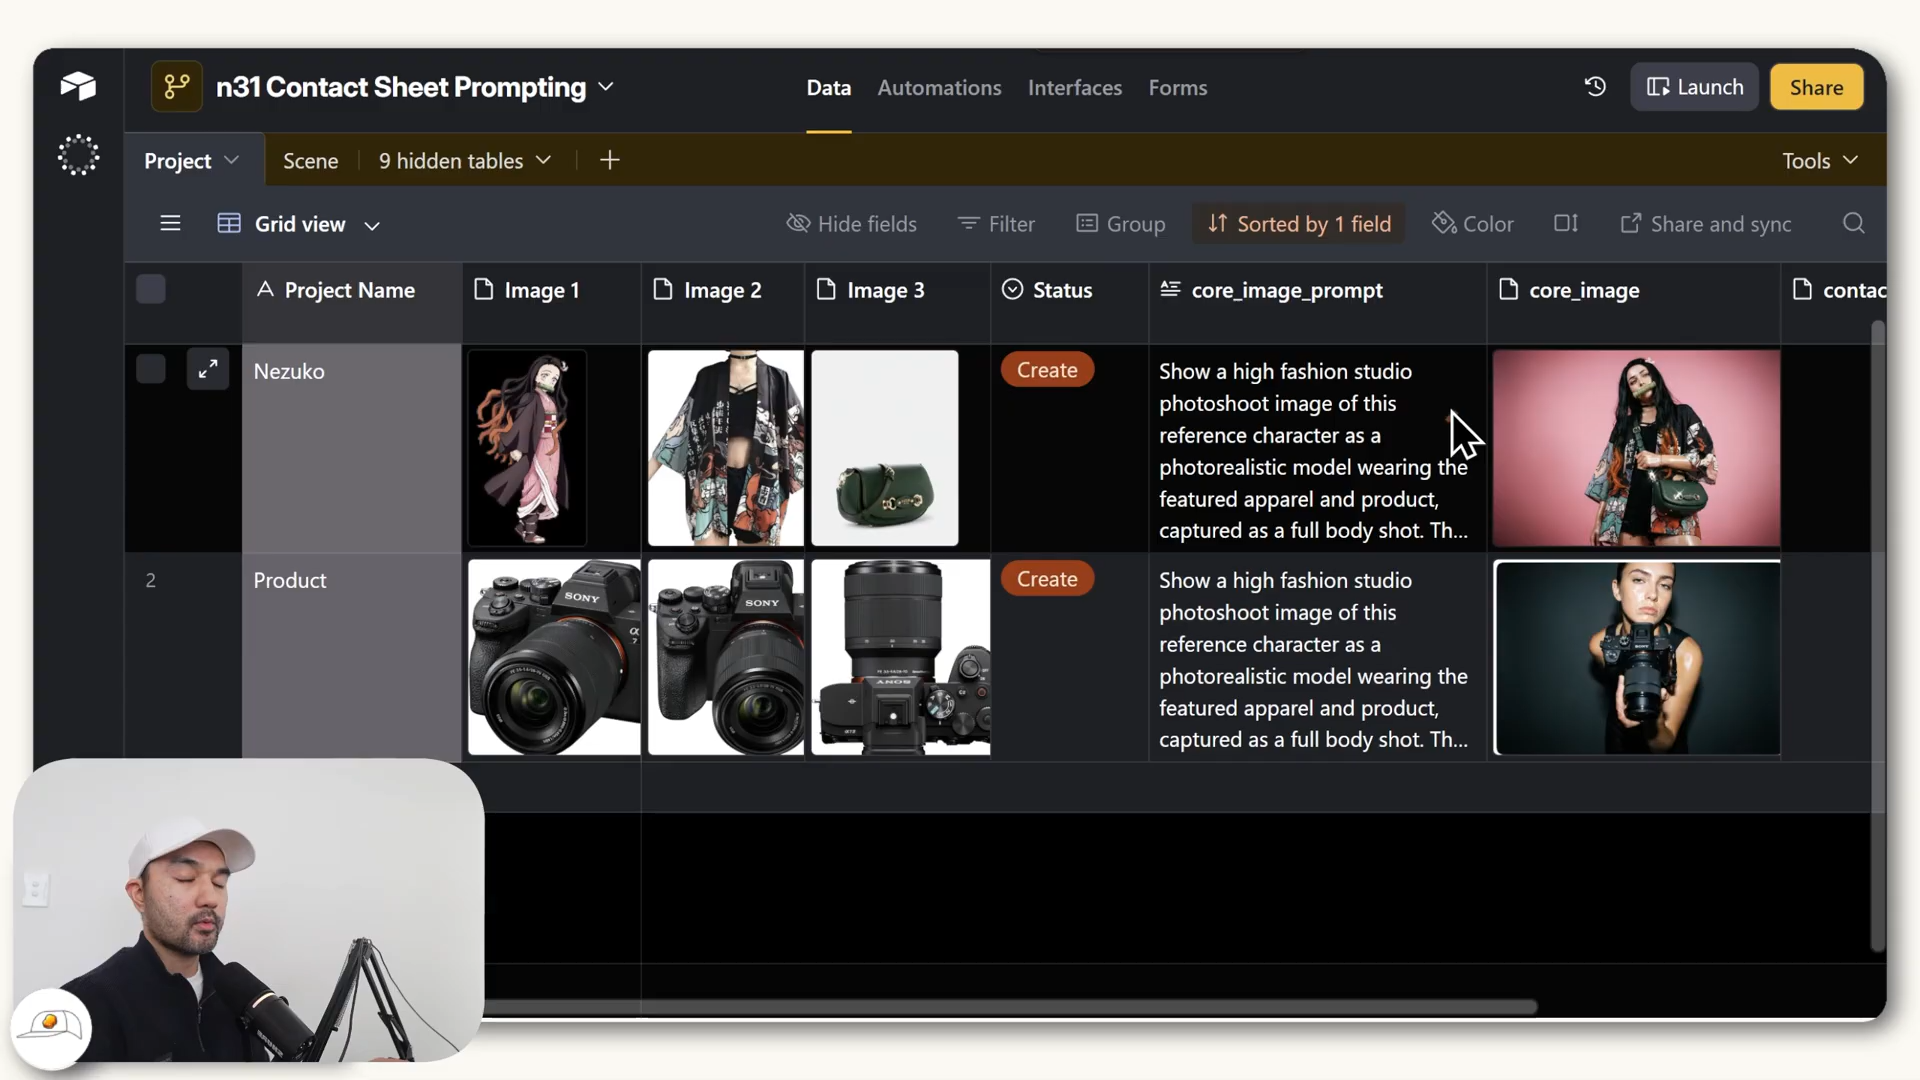 n31 Contact Sheet Prompting
Data
Automations
Interfaces
Forms
Launch
Share
Project
Scene
9 hidden tables
Tools
Grid view
Hide fields
Filter
Group
Sorted by 1 field
Color
Share and sync
Project Name
Image 1
Image 2
Image 3
Status
core_image_prompt
core_image
contac
Nezuko
Create
Show a high fashion studio
photoshoot image of this
reference character as a
photorealistic model wearing the
featured apparel and product,
captured as a full body shot. Th...
2
Product
SONY
α
7
SONY
SONY
Create
Show a high fashion studio
photoshoot image of this
reference character as a
photorealistic model wearing the
featured apparel and product,
captured as a full body shot. Th...